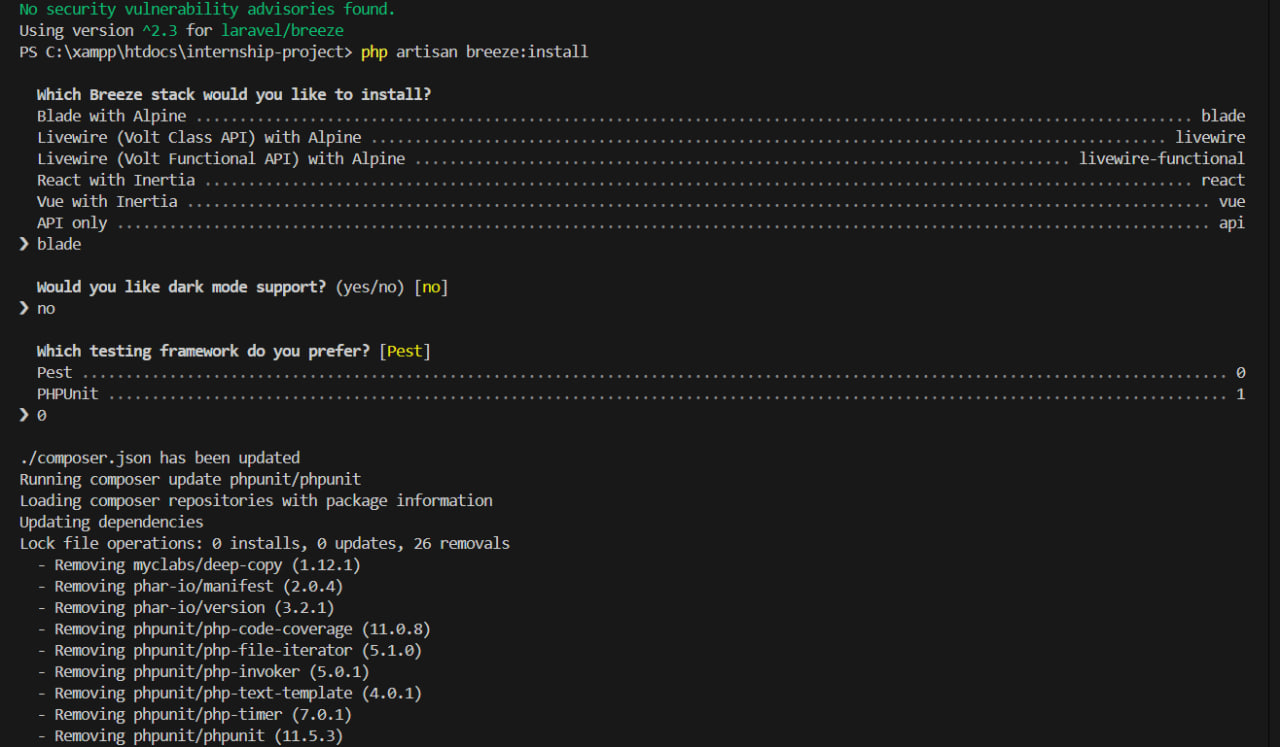 No security vulnerability advisories found.
Using version ^2.3 for laravel/breeze
PS C:\xampp\htdocs\internship-project> php artisan breeze:install
Which Breeze stack would you like to install?
Blade with Alpine ........................................................................................................................ blade
Livewire (Volt Class API) with Alpine ................................................................................................. livewire
Livewire (Volt Functional API) with Alpine ................................................................................. livewire-functional
React with Inertia ....................................................................................................................... react
Vue with Inertia ........................................................................................................................... vue
API only ................................................................................................................................... api
❯ blade
Would you like dark mode support? (yes/no) [no]
❯ no
Which testing framework do you prefer? [Pest]
Pest ......................................................................................................................................... 0
PHPUnit ...................................................................................................................................... 1
❯ 0
./composer.json has been updated
Running composer update phpunit/phpunit
Loading composer repositories with package information
Updating dependencies
Lock file operations: 0 installs, 0 updates, 26 removals
- Removing myclabs/deep-copy (1.12.1)
- Removing phar-io/manifest (2.0.4)
- Removing phar-io/version (3.2.1)
- Removing phpunit/php-code-coverage (11.0.8)
- Removing phpunit/php-file-iterator (5.1.0)
- Removing phpunit/php-invoker (5.0.1)
- Removing phpunit/php-text-template (4.0.1)
- Removing phpunit/php-timer (7.0.1)
- Removing phpunit/phpunit (11.5.3)